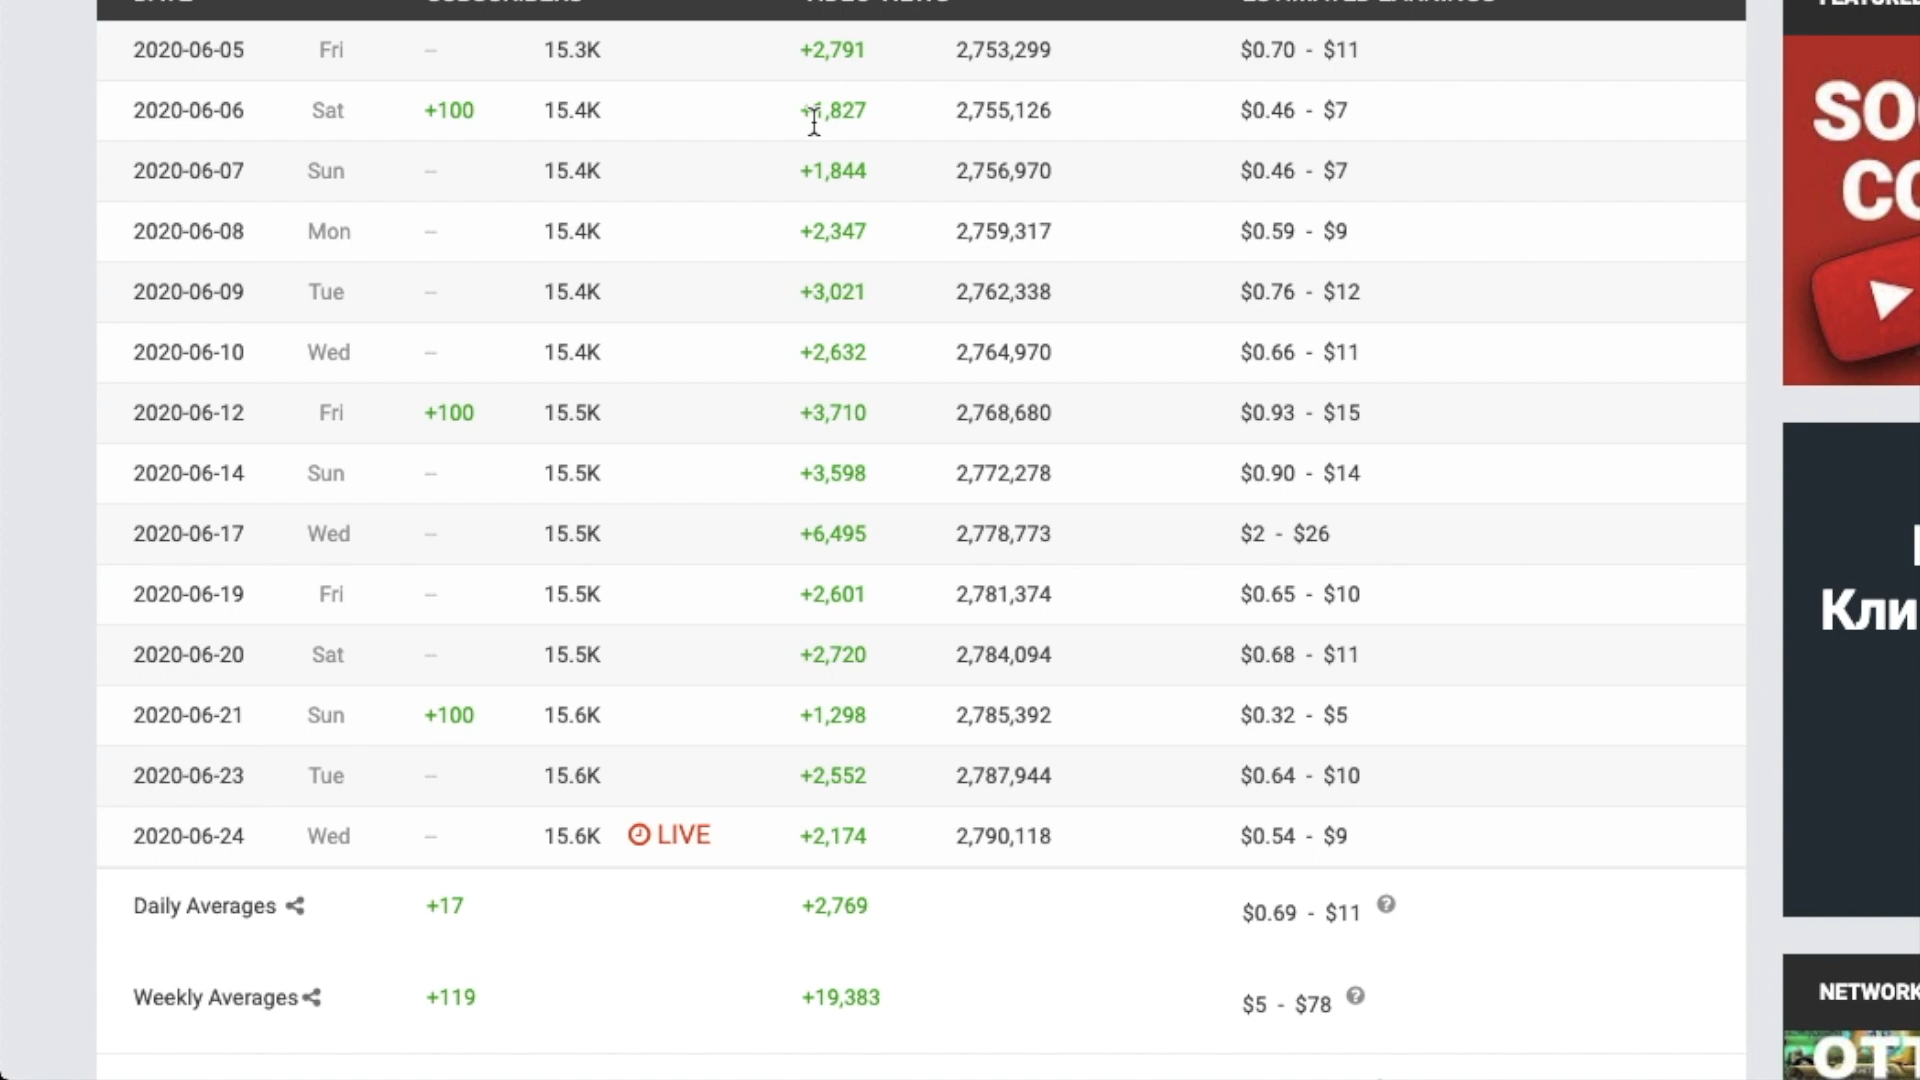 DATE SUBSCRIBERS VIDEO VIEWS ESTIMATED EARNINGS
2020-06-05 Fri – 15.3K +2,791 2,753,299 $0.70 - $11
2020-06-06 Sat +100 15.4K +1,827 2,755,126 $0.46 - $7
2020-06-07 Sun – 15.4K +1,844 2,756,970 $0.46 - $7
2020-06-08 Mon – 15.4K +2,347 2,759,317 $0.59 - $9
2020-06-09 Tue – 15.4K +3,021 2,762,338 $0.76 - $12
2020-06-10 Wed – 15.4K +2,632 2,764,970 $0.66 - $11
2020-06-12 Fri +100 15.5K +3,710 2,768,680 $0.93 - $15
2020-06-14 Sun – 15.5K +3,598 2,772,278 $0.90 - $14
2020-06-17 Wed – 15.5K +6,495 2,778,773 $2 - $26
2020-06-19 Fri – 15.5K +2,601 2,781,374 $0.65 - $10
2020-06-20 Sat – 15.5K +2,720 2,784,094 $0.68 - $11
2020-06-21 Sun +100 15.6K +1,298 2,785,392 $0.32 - $5
2020-06-23 Tue – 15.6K +2,552 2,787,944 $0.64 - $10
2020-06-24 Wed – 15.6K LIVE +2,174 2,790,118 $0.54 - $9
Daily Averages +17 +2,769 $0.69 - $11 ?
Weekly Averages +119 +19,383 $5 - $78 ?
SO
CO
Кли
NETWORK